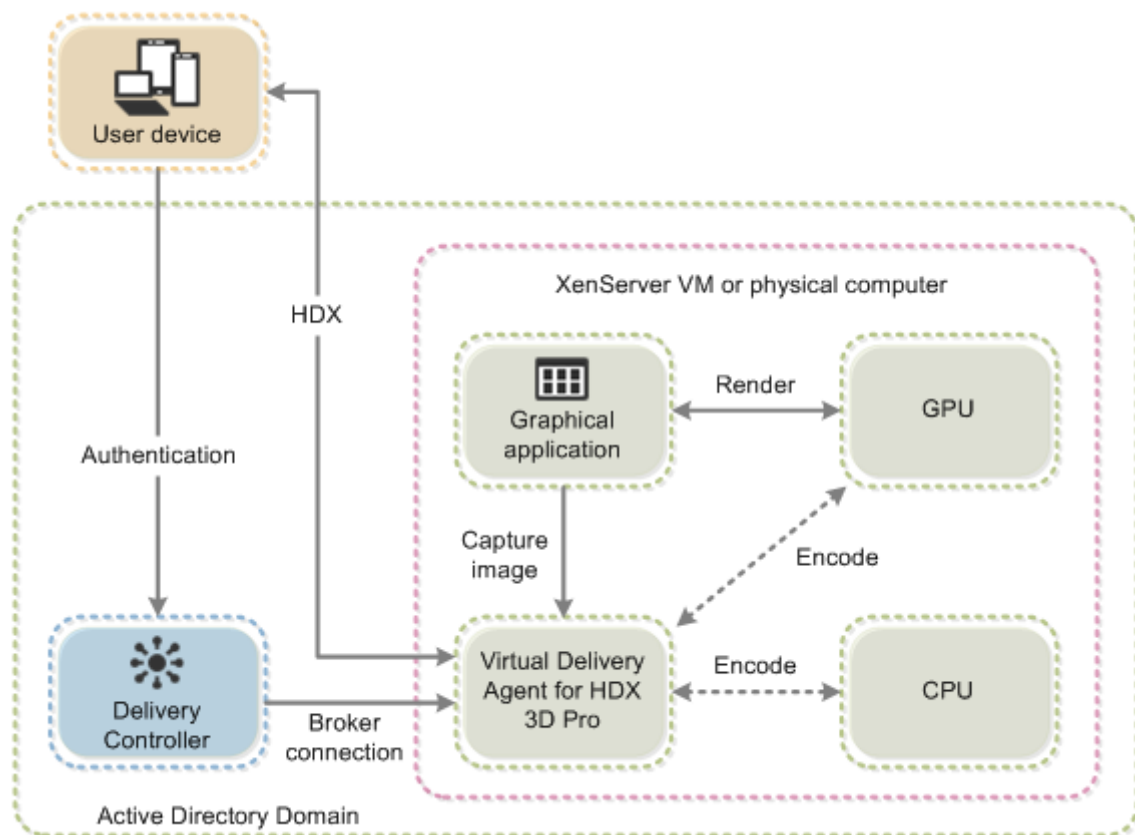 User device
XenServer VM or physical computer
HDX
Render
Graphical
application
GPU
Authentication
Capture
image
Encode
Virtual Delivery
Agent for HDX
3D Pro
Encode
CPU
Delivery
Controller
Broker
connection
Active Directory Domain